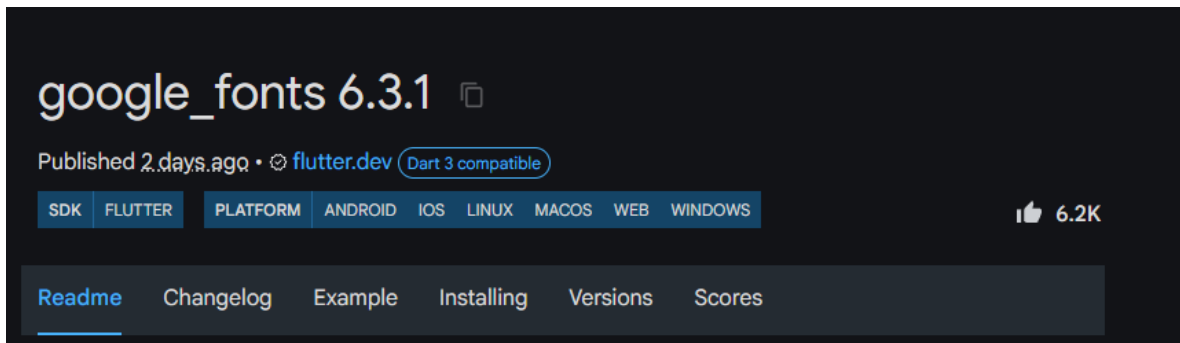 google_fonts 6.3.1
Published 2 days ago • flutter.dev Dart 3 compatible
SDK FLUTTER PLATFORM ANDROID IOS LINUX MACOS WEB WINDOWS 6.2K
Readme Changelog Example Installing Versions Scores